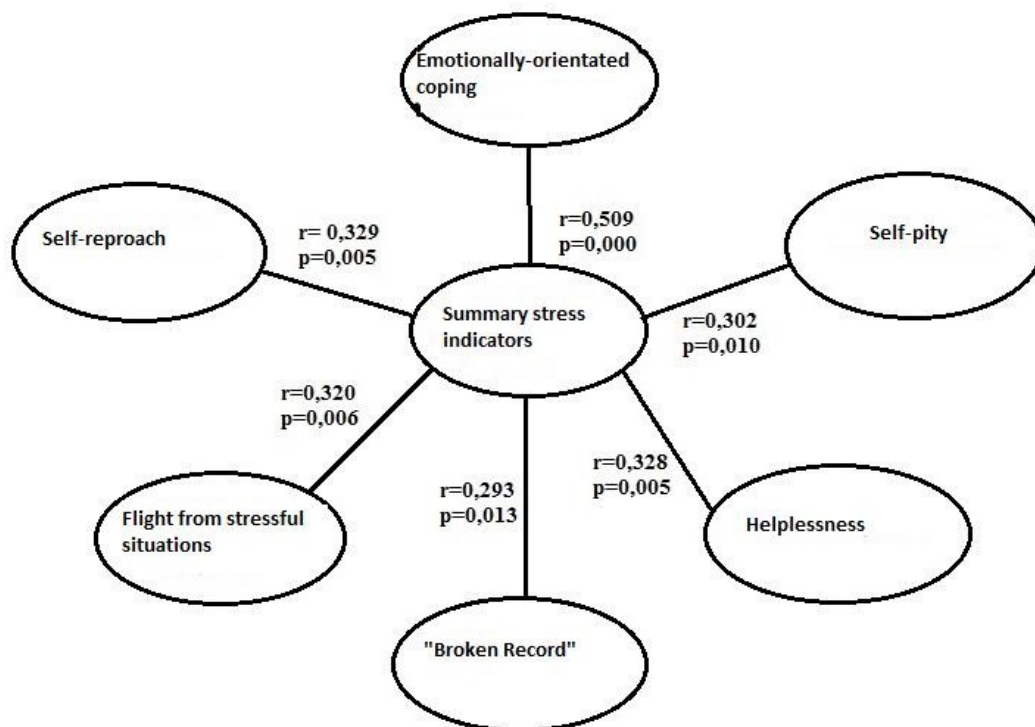 Emotionally-orientated
coping
r=0,509
p=0,000
Self-reproach
r= 0,329
p=0,005
Self-pity
r=0,302
p=0,010
Summary stress
indicators
r=0,320
p=0,006
r=0,293
p=0,013
r=0,328
p=0,005
Flight from stressful
situations
Helplessness
"Broken Record"